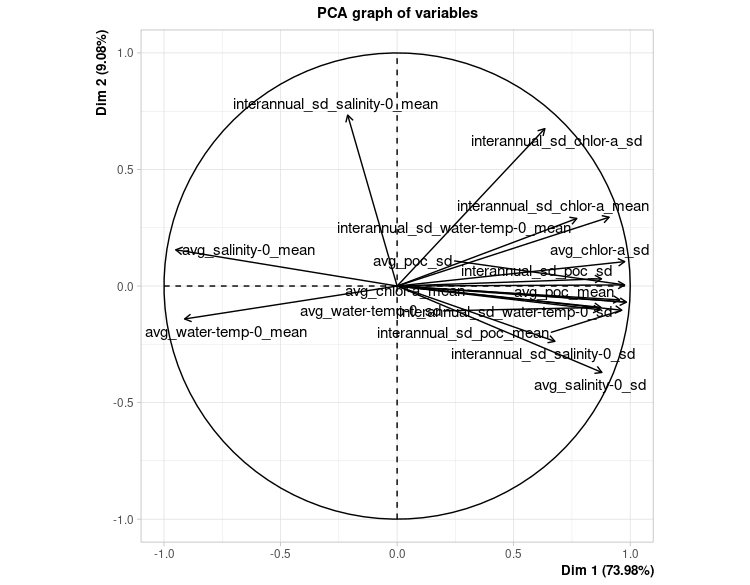 PCA graph of variables
Dim 2 (9.08%)
1.0
interannual_sd_salinity-0_mean
interannual_sd_chlor-a_sd
0.5
interannual_sd_chlor-a_mean
interannual_sd_water-temp-0_mean
avg_salinity-0_mean
avg_chlor-a_sd
avg_poc_sd
interannual_sd_poc_sd
0.0
avg_chlor-a_mean
avg_poc_mean
avg_water-temp-0_sd
interannual_sd_water-temp-0_sd
avg_water-temp-0_mean
interannual_sd_poc_mean
interannual_sd_salinity-0_sd
avg_salinity-0_sd
-0.5
-1.0
-1.0 -0.5 0.0 0.5 1.0
Dim 1 (73.98%)